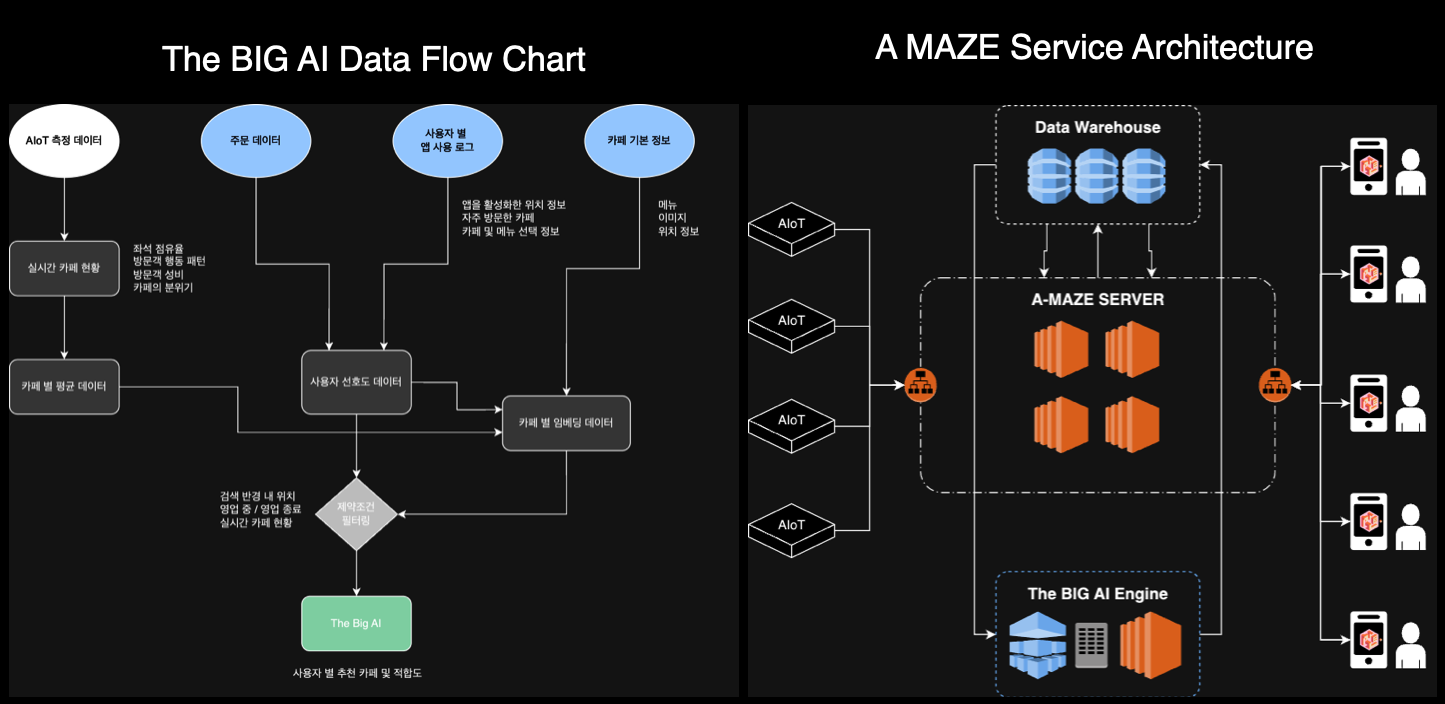 The BIG AI Data Flow Chart
AIoT 측정 데이터
주문 데이터
사용자 별
앱 사용 로그
카페 기본 정보
앱을 활성화한 위치 정보
자주 방문한 카페
카페 및 메뉴 선택 정보
메뉴
이미지
위치 정보
실시간 카페 현황
좌석 점유율
방문객 행동 패턴
방문객 성비
카페의 분위기
카페 별 평균 데이터
사용자 선호도 데이터
카페 별 임베딩 데이터
검색 반경 내 위치
영업 중 / 영업 종료
실시간 카페 현황
제약조건
필터링
The Big AI
사용자 별 추천 카페 및 적합도
A MAZE Service Architecture
Data Warehouse
AIoT
AIoT
AIoT
AIoT
A-MAZE SERVER
The BIG AI Engine